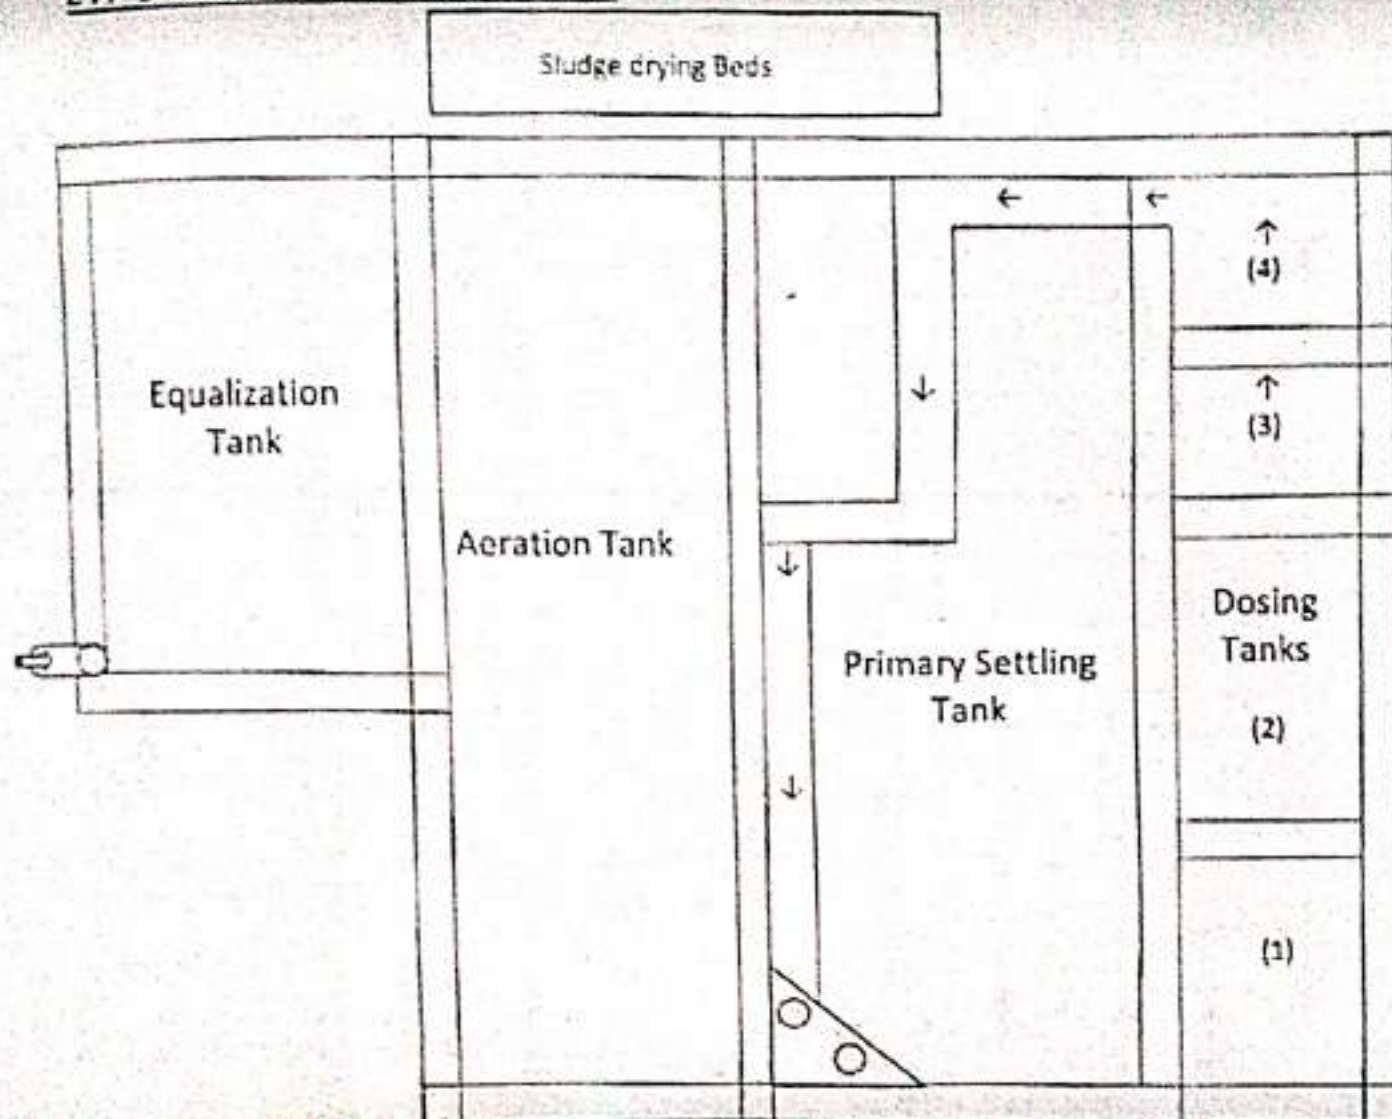 Sludge drying Beds
←
←
↑
(4)
Equalization
Tank
↓
↑
(3)
Aeration Tank
↓
Dosing
Tanks
Primary Settling
Tank
(2)
↓
(1)